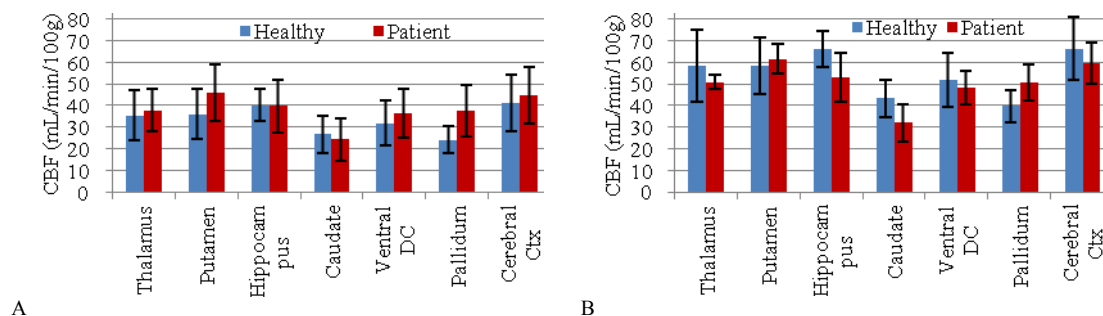 80
70
60
50
40
30
20
10
0
CBF (mL/min/100g)
Healthy Patient
Thalamus
Putamen
Hippocam
pus
Caudate
Ventral
DC
Pallidum
Cerebral
Ctx
A
80
70
60
50
40
30
20
10
0
CBF (mL/min/100g)
Healthy Patient
Thalamus
Putamen
Hippocam
pus
Caudate
Ventral
DC
Pallidum
Cerebral
Ctx
B